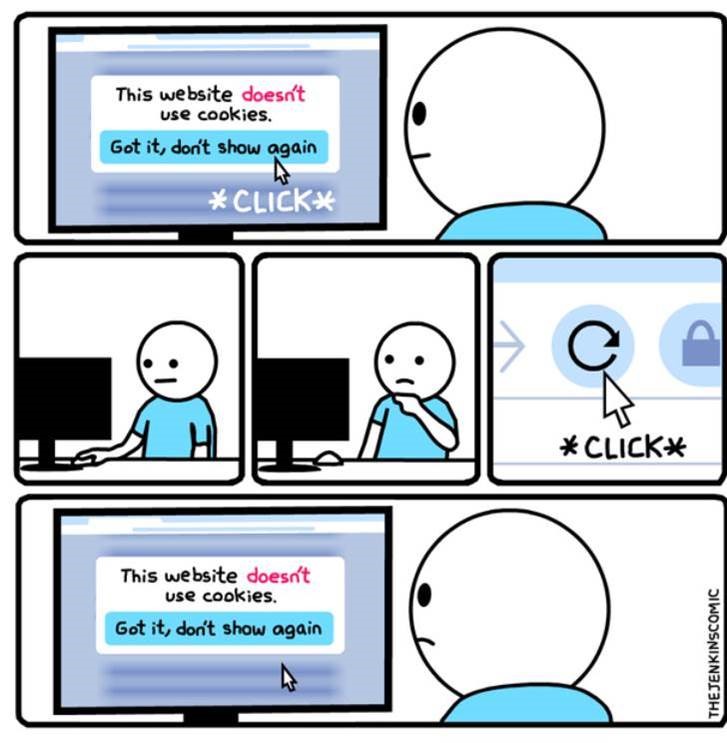 This website doesn't
use cookies.
Got it, don't show again
*CLICK*
*CLICK*
This website doesn't
use cookies.
Got it, don't show again
THEJENKINSCOMIC